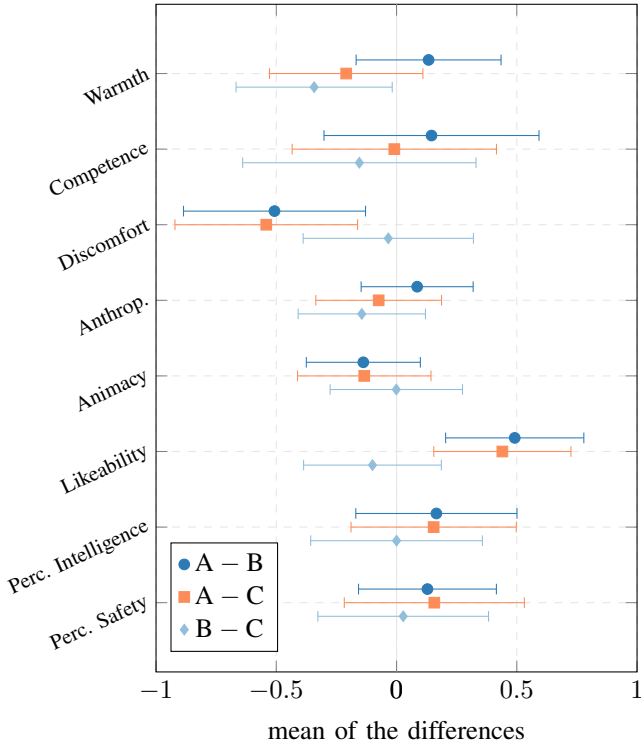 Warmth
Competence
Discomfort
Anthrop.
Animacy
Likeability
Perc. Intelligence
Perc. Safety
A − B
A − C
B − C
−1 −0.5 0 0.5 1
mean of the differences